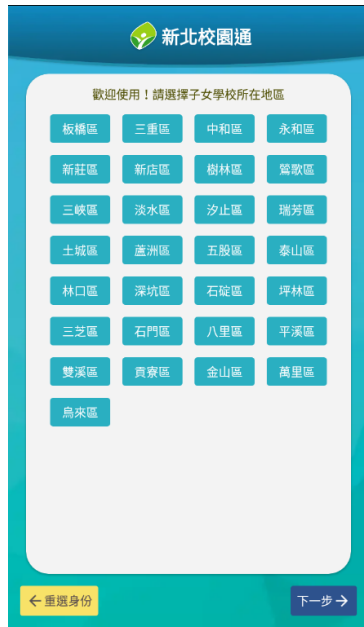 新北校園通
歡迎使用！請選擇子女學校所在地區
板橋區 三重區 中和區 永和區
新莊區 新店區 樹林區 鶯歌區
三峽區 淡水區 汐止區 瑞芳區
土城區 蘆洲區 五股區 泰山區
林口區 深坑區 石碇區 坪林區
三芝區 石門區 八里區 平溪區
雙溪區 貢寮區 金山區 萬里區
烏來區
←重選身份 下一步→